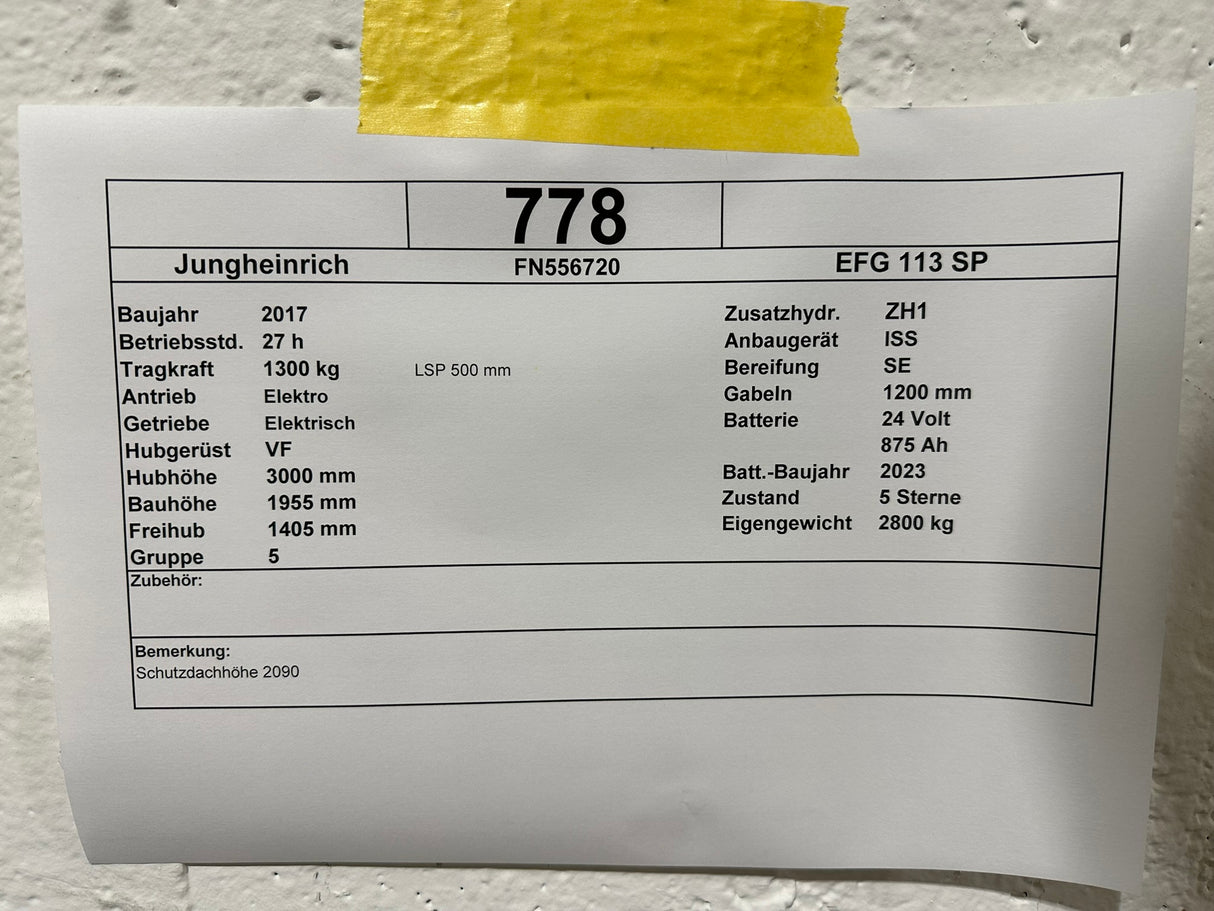 778
Jungheinrich FN556720 EFG 113 SP
Baujahr 2017 Zusatzhydr. ZH1
Betriebsstd. 27 h Anbaugerät ISS
Tragkraft 1300 kg LSP 500 mm Bereifung SE
Antrieb Elektro Gabeln 1200 mm
Getriebe Elektrisch Batterie 24 Volt
Hubgerüst VF 875 Ah
Hubhöhe 3000 mm Batt.-Baujahr 2023
Bauhöhe 1955 mm Zustand 5 Sterne
Freihub 1405 mm Eigengewicht 2800 kg
Gruppe 5
Zubehör:
Bemerkung:
Schutzdachhöhe 2090